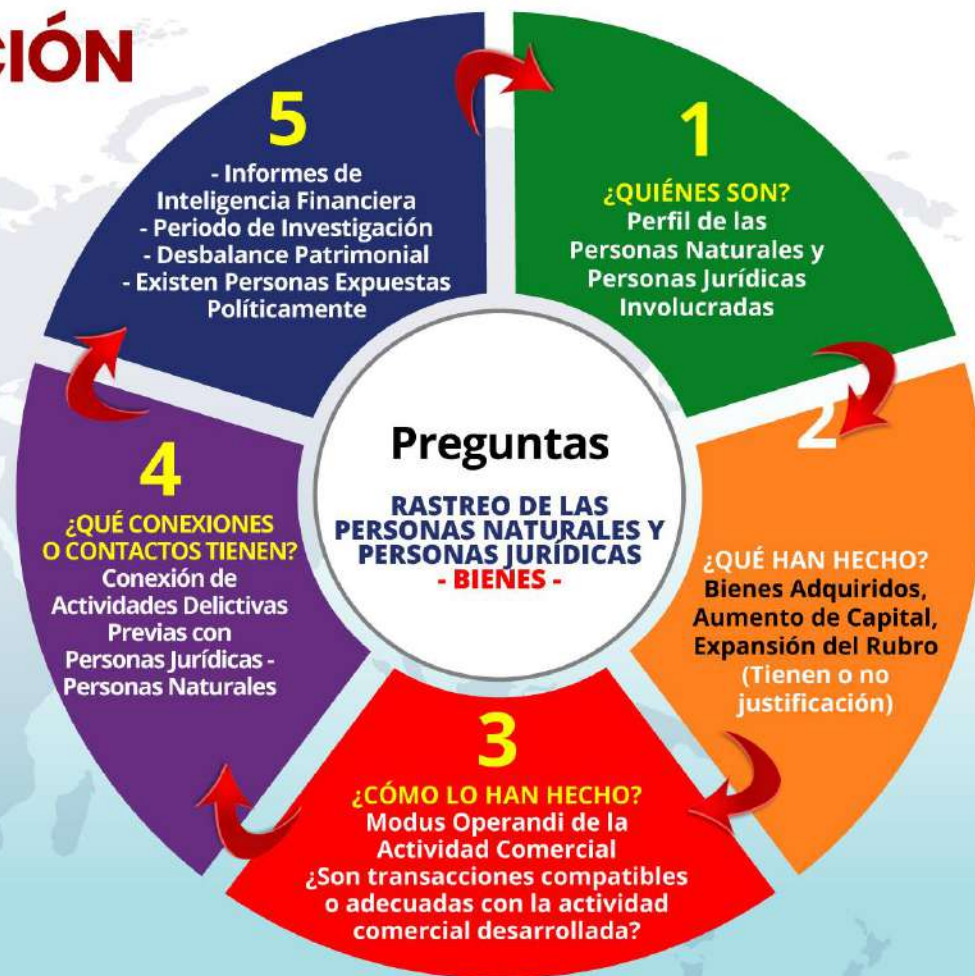 CIÓN
1
¿QUIÉNES SON?
Perfil de las
Personas Naturales y
Personas Jurídicas
Involucradas
2
¿QUÉ HAN HECHO?
Bienes Adquiridos,
Aumento de Capital,
Expansión del Rubro
(Tienen o no
justificación)
3
¿CÓMO LO HAN HECHO?
Modus Operandi de la
Actividad Comercial
¿Son transacciones compatibles
o adecuadas con la actividad
comercial desarrollada?
4
¿QUÉ CONEXIONES
O CONTACTOS TIENEN?
Conexión de
Actividades Delictivas
Previas con
Personas Jurídicas -
Personas Naturales
5
- Informes de
Inteligencia Financiera
- Periodo de Investigación
- Desbalance Patrimonial
- Existen Personas Expuestas
Políticamente
Preguntas
RASTREO DE LAS
PERSONAS NATURALES Y
PERSONAS JURÍDICAS
- BIENES -